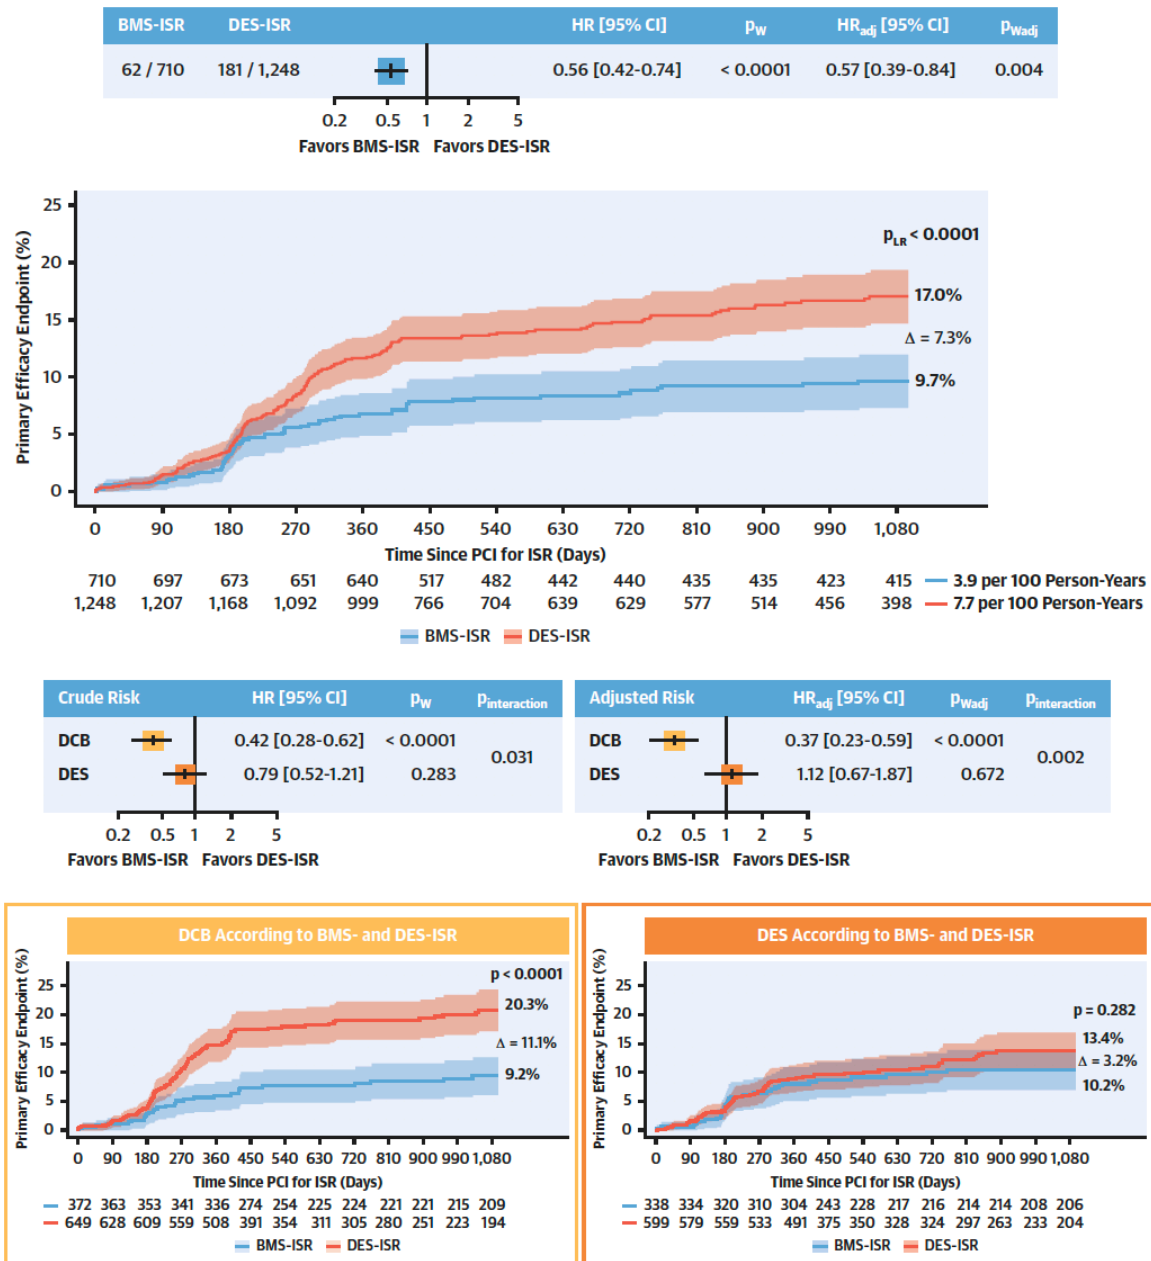 BMS-ISR DES-ISR HR [95% CI] pW HRadj [95% CI] pWadj
62 / 710 181 / 1,248 0.56 [0.42-0.74] < 0.0001 0.57 [0.39-0.84] 0.004
0.2 0.5 1 2 5
Favors BMS-ISR Favors DES-ISR
Primary Efficacy Endpoint (%)
25
20
15
10
5
0
pLR < 0.0001
17.0%
Δ = 7.3%
9.7%
0 90 180 270 360 450 540 630 720 810 900 990 1,080
Time Since PCI for ISR (Days)
710 697 673 651 640 517 482 442 440 435 435 423 415 3.9 per 100 Person-Years
1,248 1,207 1,168 1,092 999 766 704 639 629 577 514 456 398 7.7 per 100 Person-Years
BMS-ISR DES-ISR
Crude Risk HR [95% CI] pW pinteraction
DCB 0.42 [0.28-0.62] < 0.0001
0.031
DES 0.79 [0.52-1.21] 0.283
0.2 0.5 1 2 5
Favors BMS-ISR Favors DES-ISR
Adjusted Risk HRadj [95% CI] pWadj pinteraction
DCB 0.37 [0.23-0.59] < 0.0001
0.002
DES 1.12 [0.67-1.87] 0.672
0.2 0.5 1 2 5
Favors BMS-ISR Favors DES-ISR
DCB According to BMS- and DES-ISR
Primary Efficacy Endpoint (%)
25
20
15
10
5
0
p < 0.0001
20.3%
Δ = 11.1%
9.2%
0 90 180 270 360 450 540 630 720 810 900 990 1,080
Time Since PCI for ISR (Days)
372 363 353 341 336 274 254 225 224 221 221 215 209
649 628 609 559 508 391 354 311 305 280 251 223 194
BMS-ISR DES-ISR
DES According to BMS- and DES-ISR
Primary Efficacy Endpoint (%)
25
20
15
10
5
0
p = 0.282
13.4%
Δ = 3.2%
10.2%
0 90 180 270 360 450 540 630 720 810 900 990 1,080
Time Since PCI for ISR (Days)
338 334 320 310 304 243 228 217 216 214 214 208 206
599 579 559 533 491 375 350 328 324 297 263 233 204
BMS-ISR DES-ISR